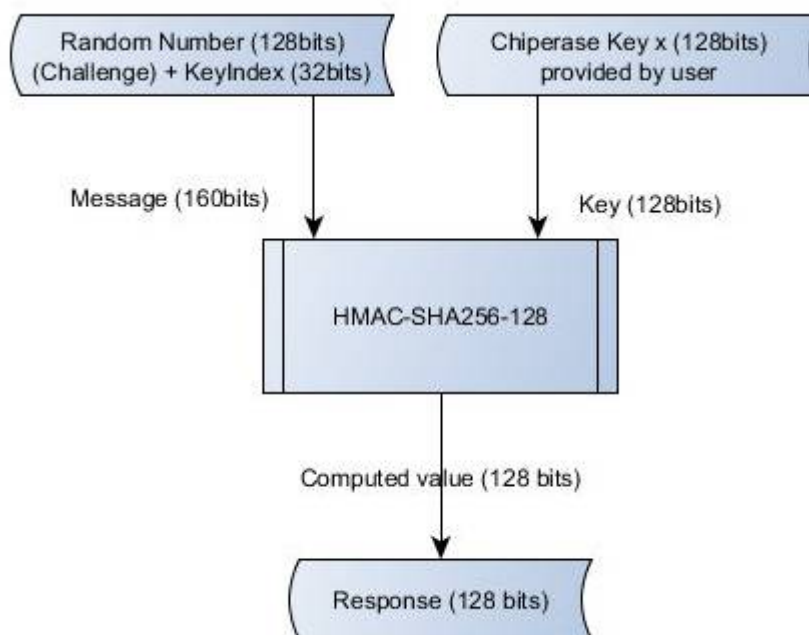 Random Number (128bits)
(Challenge) + KeyIndex (32bits)
Chiperase Key x (128bits)
provided by user
Message (160bits)
Key (128bits)
HMAC-SHA256-128
Computed value (128 bits)
Response (128 bits)